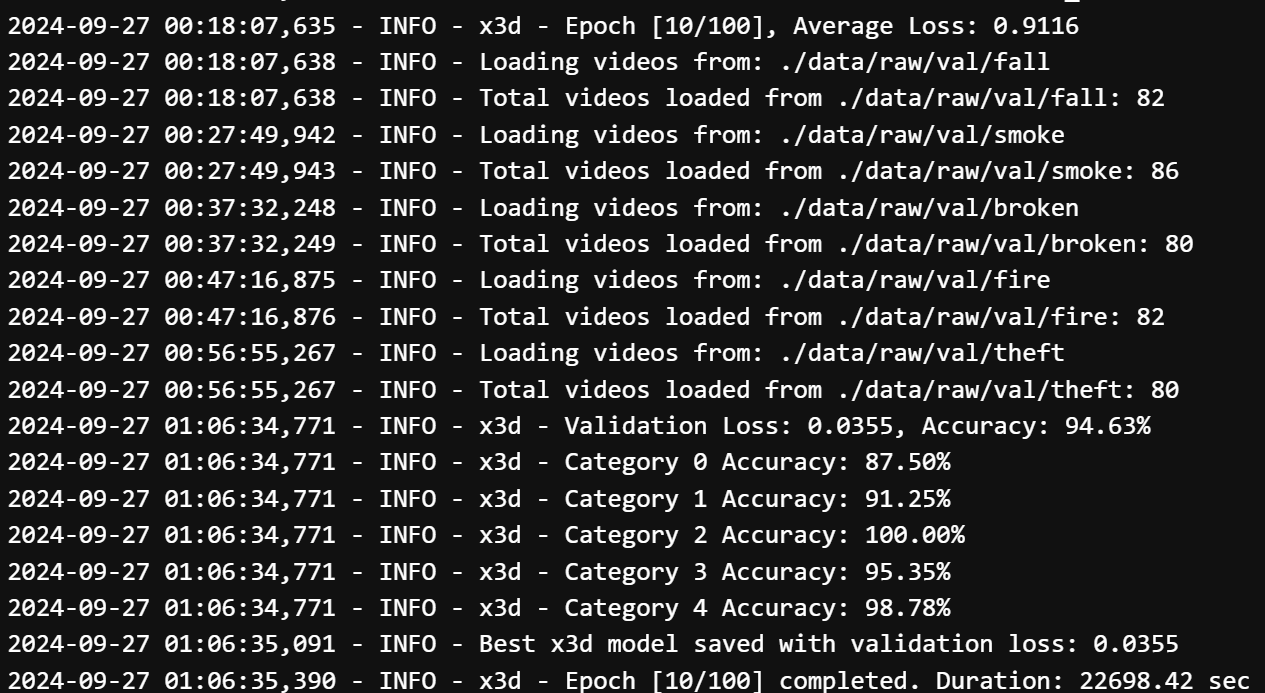 2024-09-27 00:18:07,635 - INFO - x3d - Epoch [10/100], Average Loss: 0.9116
2024-09-27 00:18:07,638 - INFO - Loading videos from: ./data/raw/val/fall
2024-09-27 00:18:07,638 - INFO - Total videos loaded from ./data/raw/val/fall: 82
2024-09-27 00:27:49,942 - INFO - Loading videos from: ./data/raw/val/smoke
2024-09-27 00:27:49,943 - INFO - Total videos loaded from ./data/raw/val/smoke: 86
2024-09-27 00:37:32,248 - INFO - Loading videos from: ./data/raw/val/broken
2024-09-27 00:37:32,249 - INFO - Total videos loaded from ./data/raw/val/broken: 80
2024-09-27 00:47:16,875 - INFO - Loading videos from: ./data/raw/val/fire
2024-09-27 00:47:16,876 - INFO - Total videos loaded from ./data/raw/val/fire: 82
2024-09-27 00:56:55,267 - INFO - Loading videos from: ./data/raw/val/theft
2024-09-27 00:56:55,267 - INFO - Total videos loaded from ./data/raw/val/theft: 80
2024-09-27 01:06:34,771 - INFO - x3d - Validation Loss: 0.0355, Accuracy: 94.63%
2024-09-27 01:06:34,771 - INFO - x3d - Category 0 Accuracy: 87.50%
2024-09-27 01:06:34,771 - INFO - x3d - Category 1 Accuracy: 91.25%
2024-09-27 01:06:34,771 - INFO - x3d - Category 2 Accuracy: 100.00%
2024-09-27 01:06:34,771 - INFO - x3d - Category 3 Accuracy: 95.35%
2024-09-27 01:06:34,771 - INFO - x3d - Category 4 Accuracy: 98.78%
2024-09-27 01:06:35,091 - INFO - Best x3d model saved with validation loss: 0.0355
2024-09-27 01:06:35,390 - INFO - x3d - Epoch [10/100] completed. Duration: 22698.42 sec